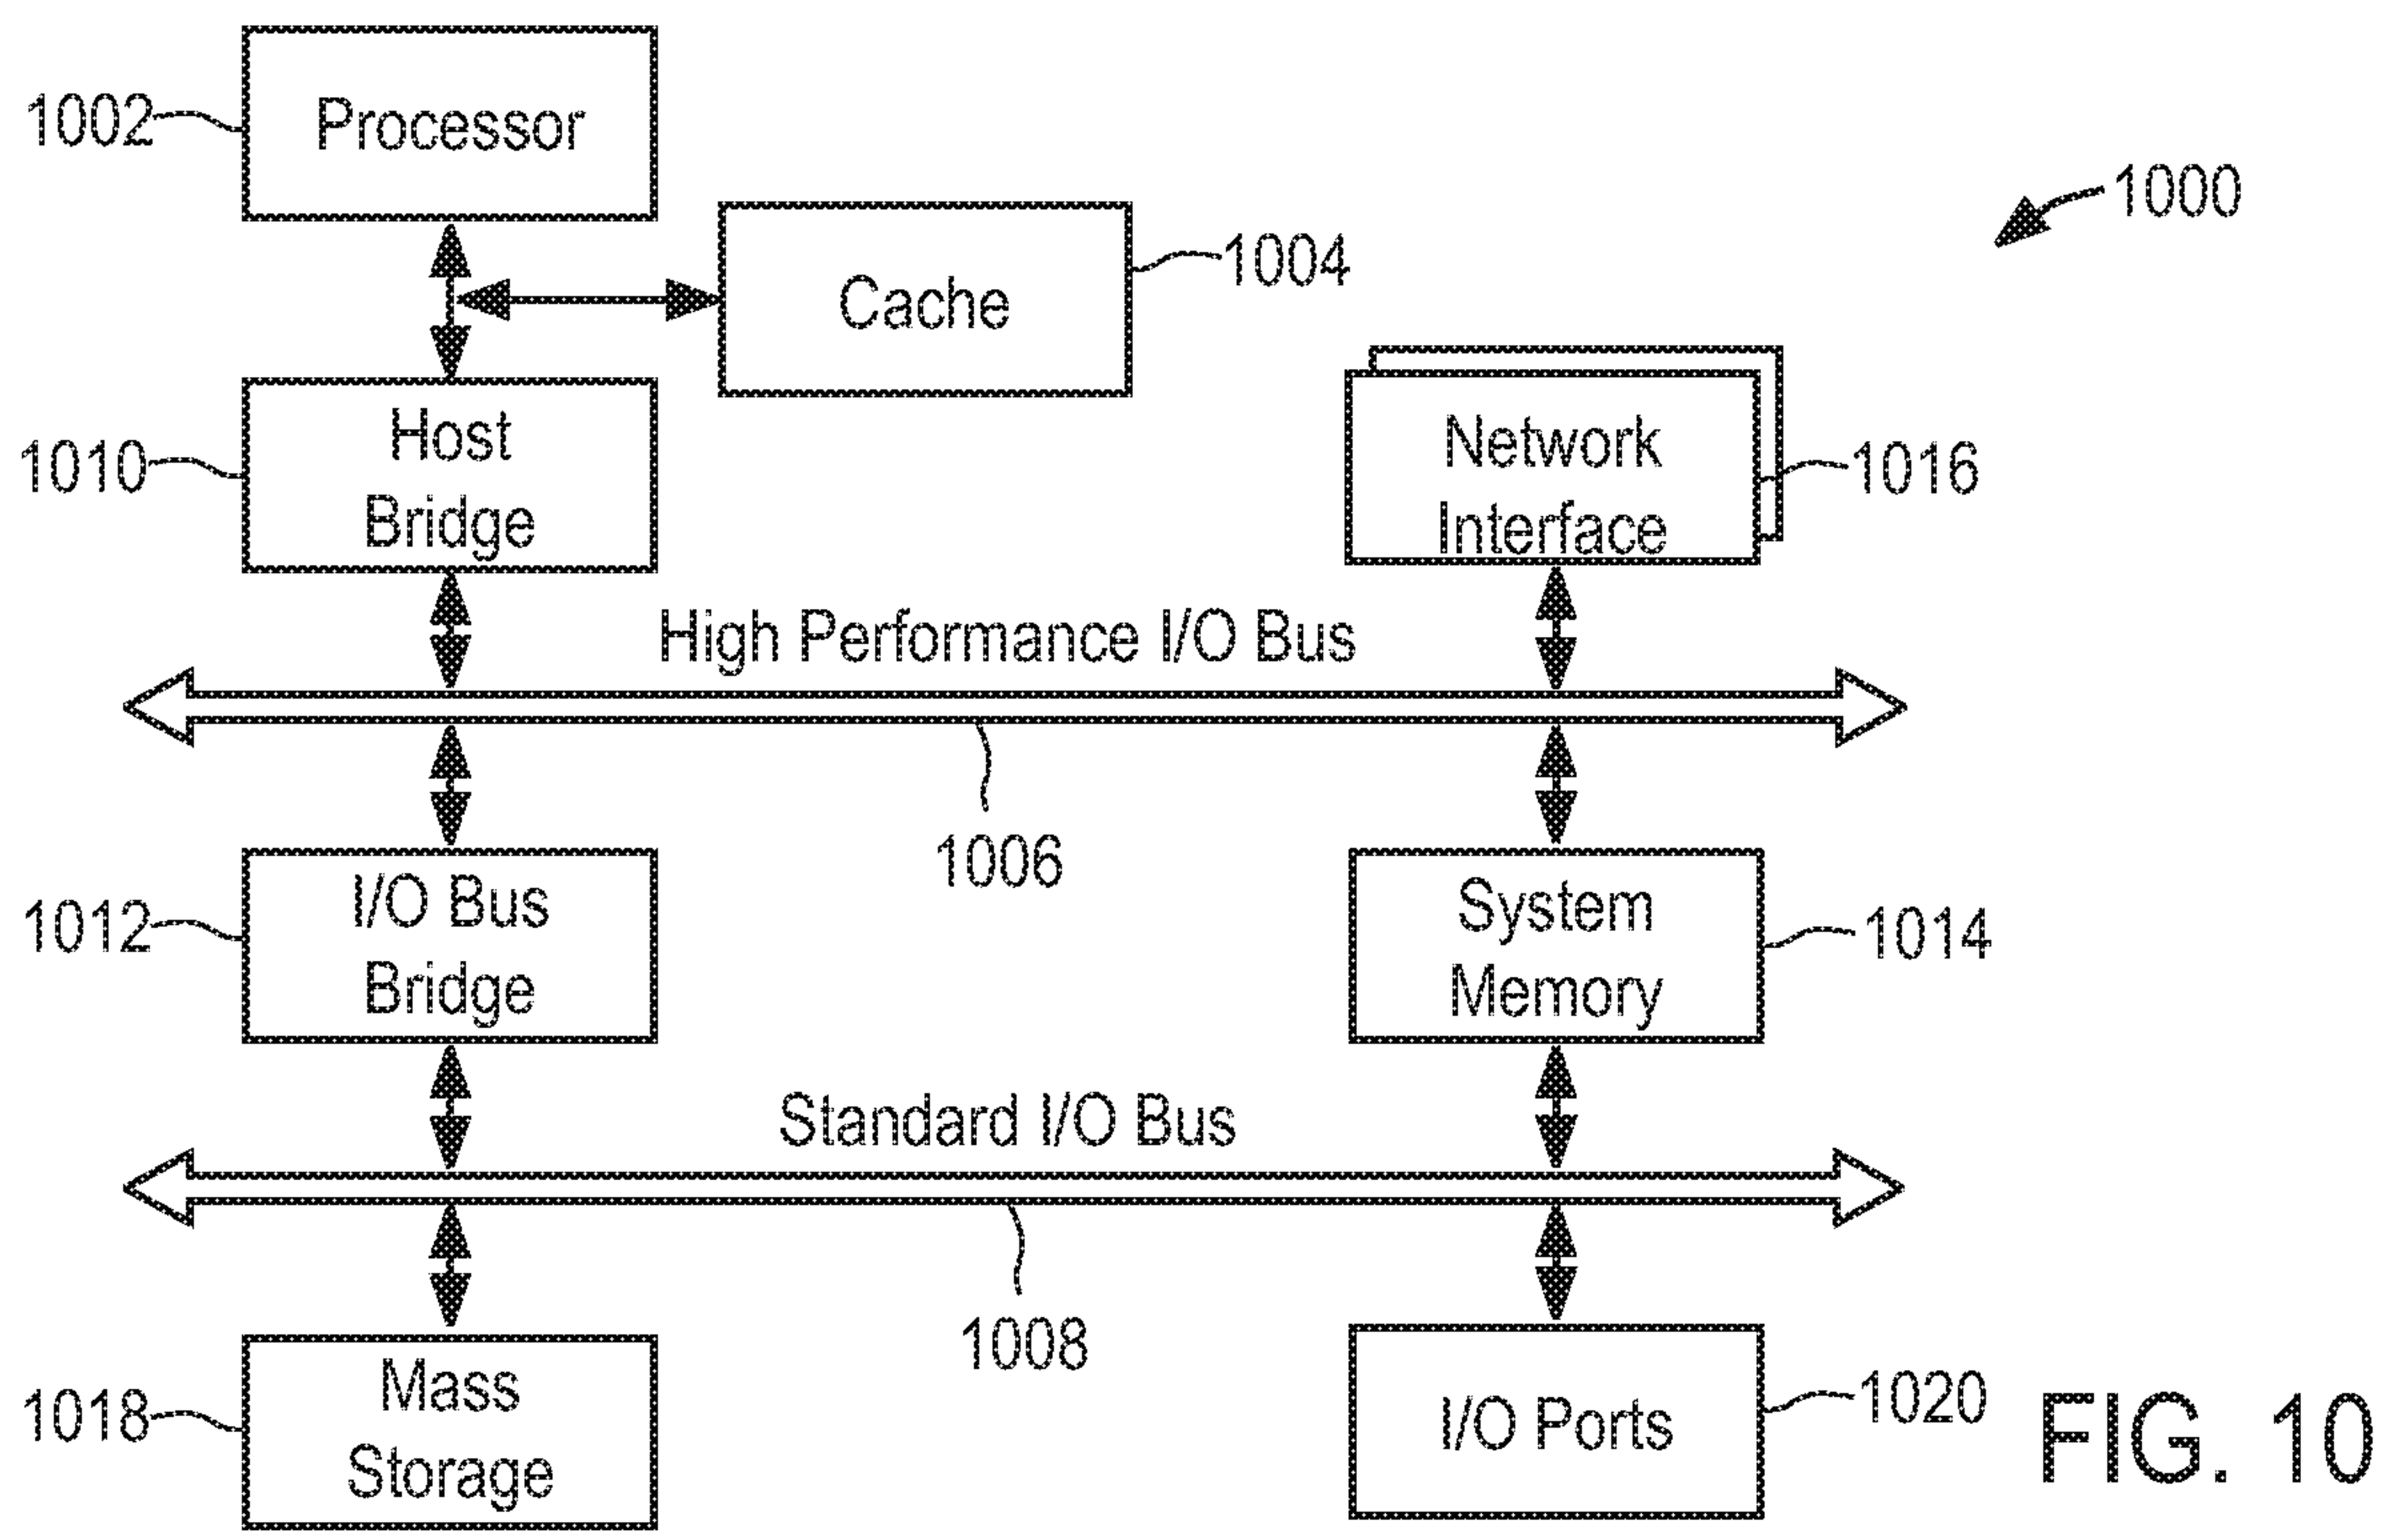 1002
Processor
1000
1004
Cache
1010
Host
Bridge
Network
Interface
1016
High Performance I/O Bus
1006
1012
I/O Bus
Bridge
System
Memory
1014
Standard I/O Bus
1008
1018
Mass
Storage
I/O Ports
1020
FIG. 10